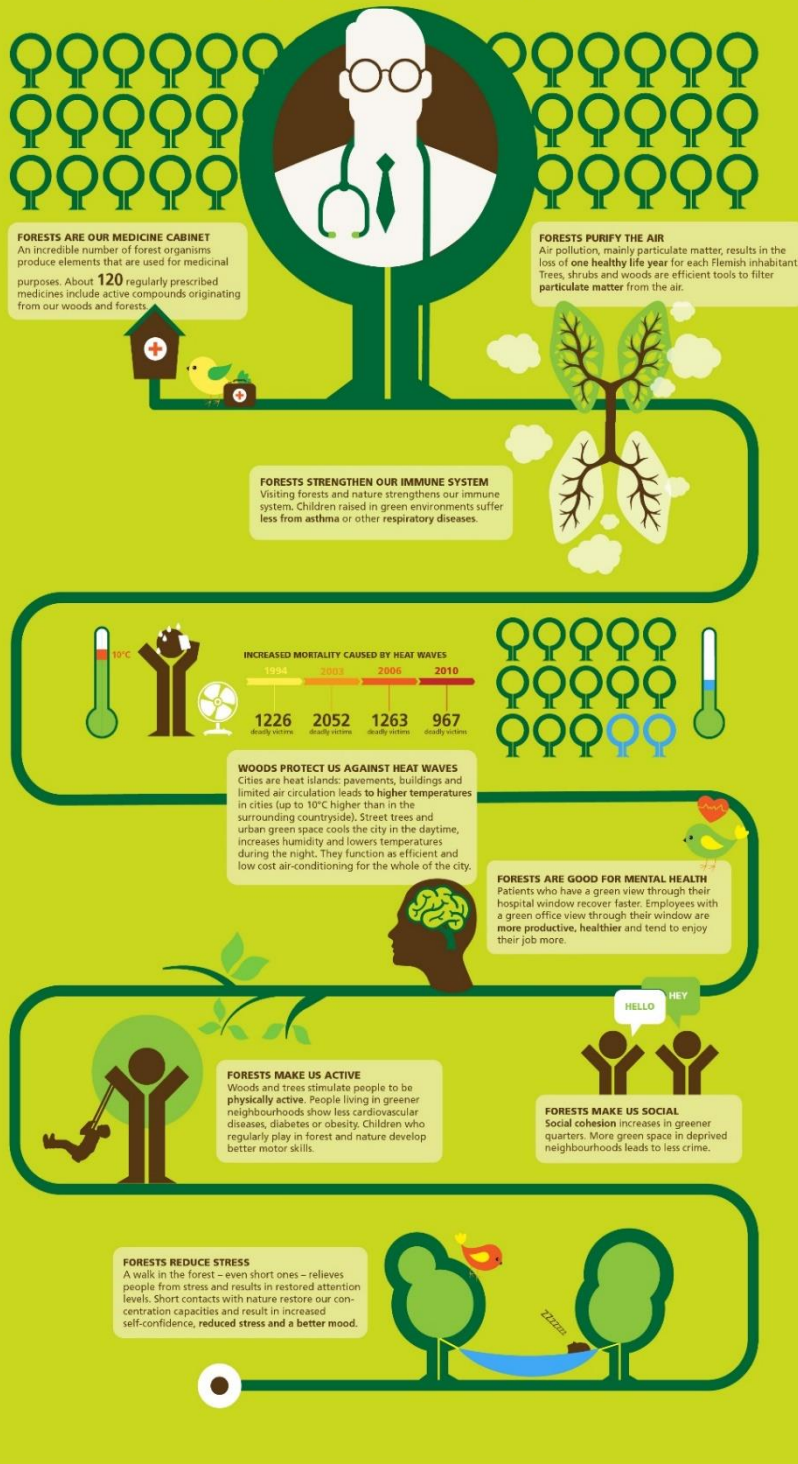 FORESTS ARE OUR MEDICINE CABINET
An incredible number of forest organisms
produce elements that are used for medicinal
purposes. About 120 regularly prescribed
medicines include active compounds originating
from our woods and forests.
FORESTS PURIFY THE AIR
Air pollution, mainly particulate matter, results in the
loss of one healthy life year for each Flemish inhabitant
Trees, shrubs and woods are efficient tools to filter
particulate matter from the air.
FORESTS STRENGTHEN OUR IMMUNE SYSTEM
Visiting forests and nature strengthens our immune
system. Children raised in green environments suffer
less from asthma or other respiratory diseases.
10°C
INCREASED MORTALITY CAUSED BY HEAT WAVES
1994 2003 2006 2010
1226 2052 1263 967
deadly victims deadly victims deadly victims deadly victims
WOODS PROTECT US AGAINST HEAT WAVES
Cities are heat islands: pavements, buildings and
limited air circulation leads to higher temperatures
in cities (up to 10°C higher than in the
surrounding countryside). Street trees and
urban green space cools the city in the daytime,
increases humidity and lowers temperatures
during the night. They function as efficient and
low cost air-conditioning for the whole of the city.
FORESTS ARE GOOD FOR MENTAL HEALTH
Patients who have a green view through their
hospital window recover faster. Employees with
a green office view through their window are
more productive, healthier and tend to enjoy
their job more.
HEY
HELLO
FORESTS MAKE US ACTIVE
Woods and trees stimulate people to be
physically active. People living in greener
neighbourhoods show less cardiovascular
diseases, diabetes or obesity. Children who
regularly play in forest and nature develop
better motor skills.
FORESTS MAKE US SOCIAL
Social cohesion increases in greener
quarters. More green space in deprived
neighbourhoods leads to less crime.
FORESTS REDUCE STRESS
A walk in the forest – even short ones – relieves
people from stress and results in restored attention
levels. Short contacts with nature restore our con-
centration capacities and result in increased
self-confidence, reduced stress and a better mood.
ZZZzzzz